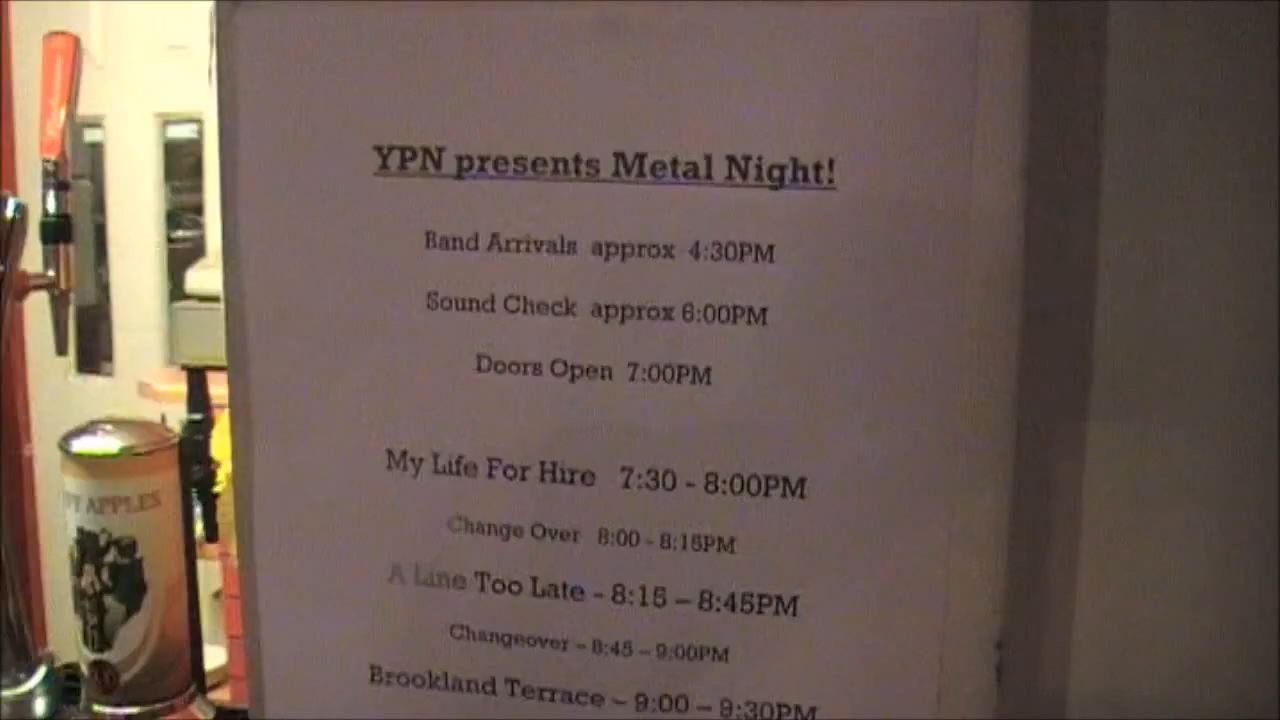 YPN presents Metal Night!
Band Arrivals approx 4:30PM
Sound Check approx 6:00PM
Doors Open 7:00PM
My Life For Hire 7:30 - 8:00PM
Change Over 8:00 - 8:15PM
A Line Too Late - 8:15 – 8:45PM
Changeover – 8:45 – 9:00PM
Brookland Terrace – 9:00 – 9:30PM
APPLES